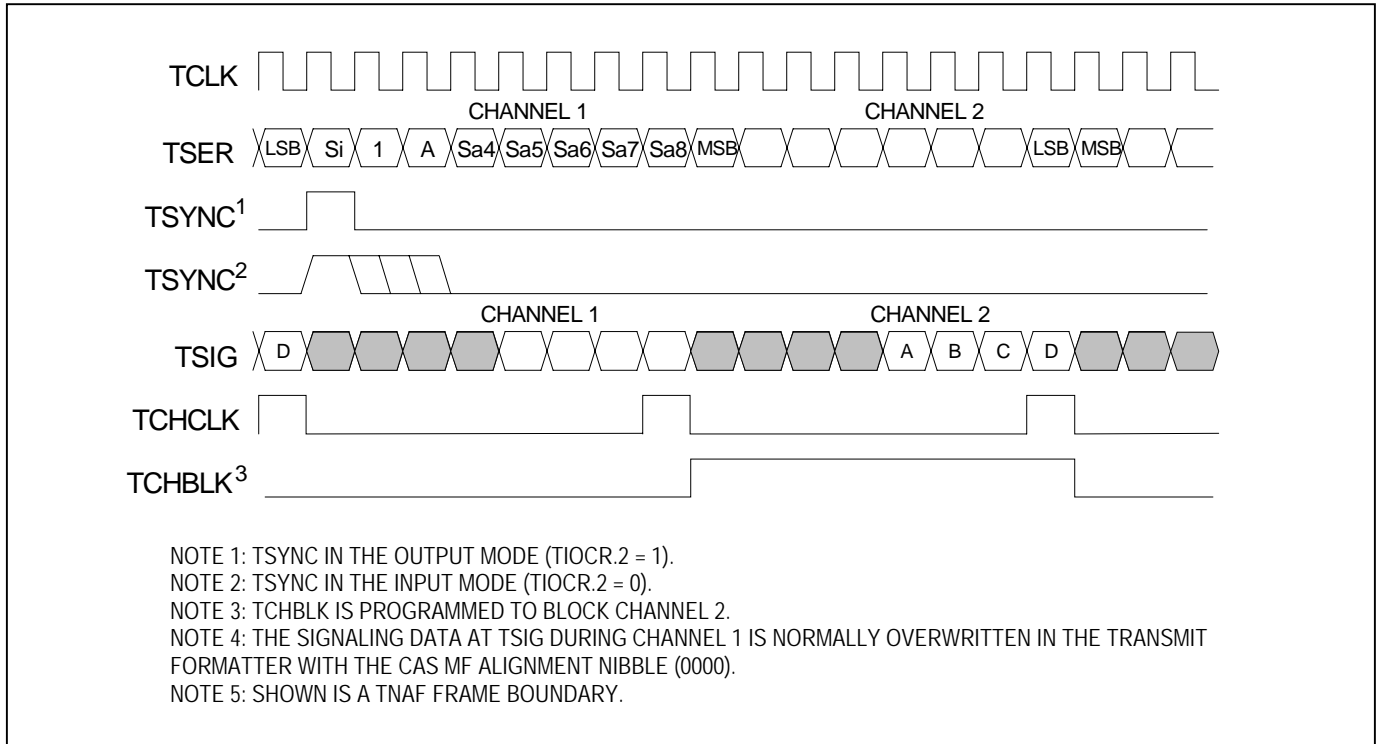 TCLK
CHANNEL 1 CHANNEL 2
TSER LSB Si 1 A Sa4 Sa5 Sa6 Sa7 Sa8 MSB LSB MSB
TSYNC1
TSYNC2
CHANNEL 1 CHANNEL 2
TSIG D A B C D
TCHCLK
TCHBLK3
NOTE 1: TSYNC IN THE OUTPUT MODE (TIOCR.2 = 1).
NOTE 2: TSYNC IN THE INPUT MODE (TIOCR.2 = 0).
NOTE 3: TCHBLK IS PROGRAMMED TO BLOCK CHANNEL 2.
NOTE 4: THE SIGNALING DATA AT TSIG DURING CHANNEL 1 IS NORMALLY OVERWRITTEN IN THE TRANSMIT
FORMATTER WITH THE CAS MF ALIGNMENT NIBBLE (0000).
NOTE 5: SHOWN IS A TNAF FRAME BOUNDARY.